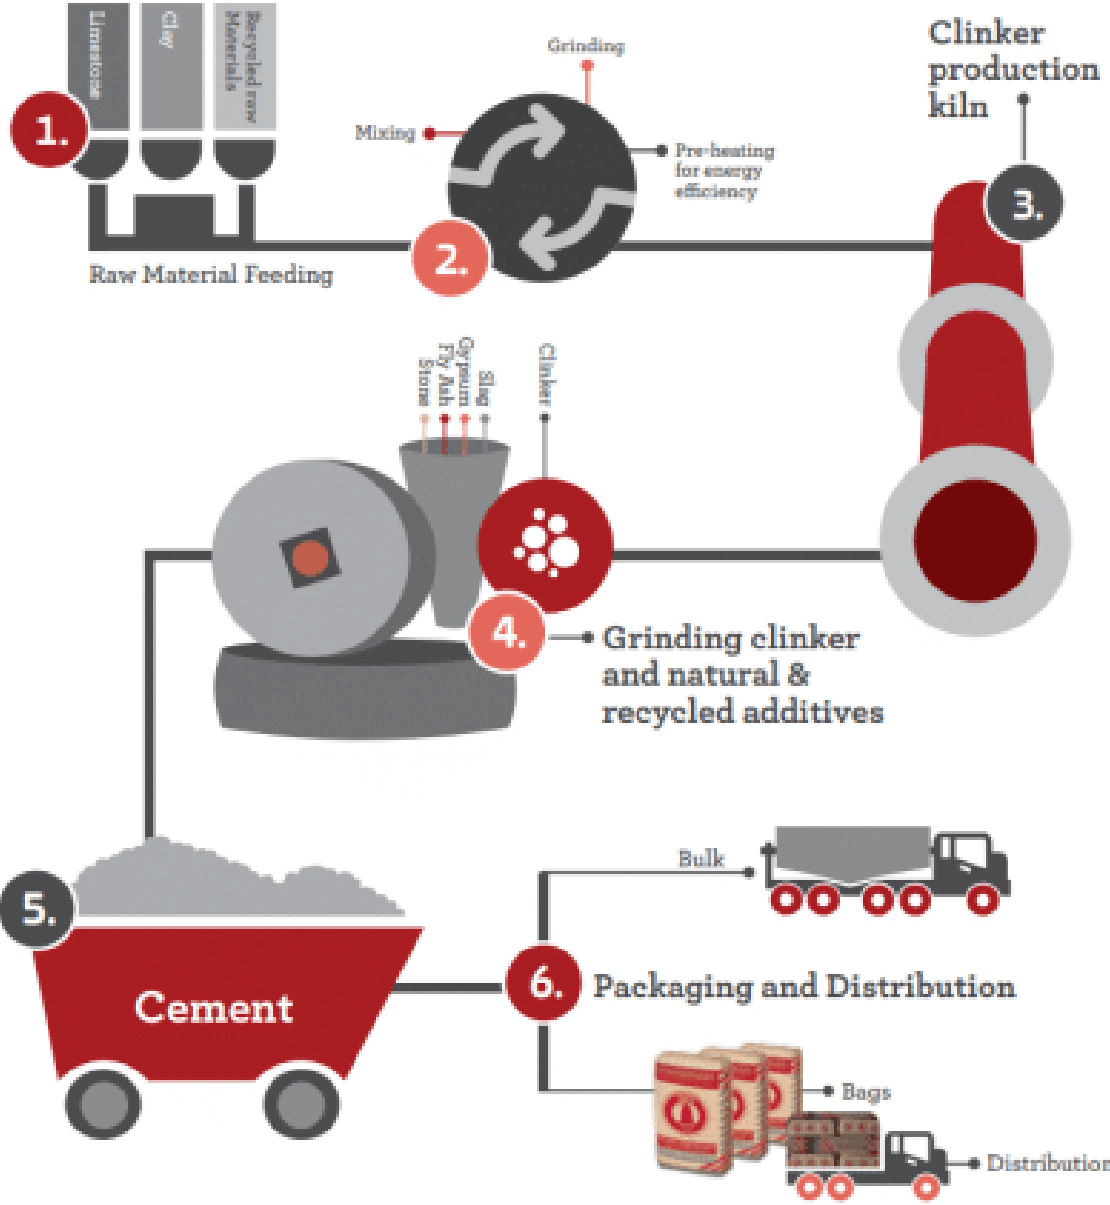 Limestone
Clay
Recycled raw
Materials
1.
Raw Material Feeding
Grinding
Mixing
Pre-heating
for energy
efficiency
2.
Clinker
production
kiln
3.
Stone
Fly Ash
Gypsum
Slag
Clinker
4.
Grinding clinker
and natural &
recycled additives
5.
Cement
Bulk
6.
Packaging and Distribution
Bags
Distribution